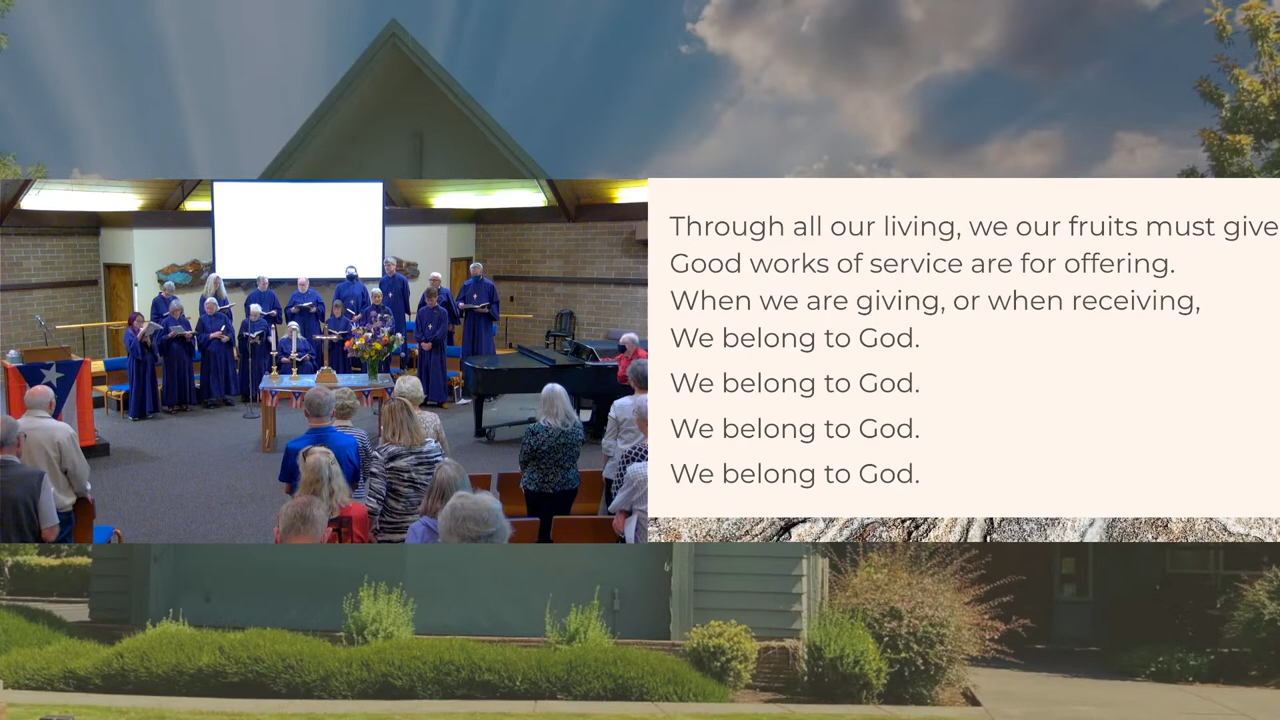 Through all our living, we our fruits must give
Good works of service are for offering.
When we are giving, or when receiving,
We belong to God.
We belong to God.
We belong to God.
We belong to God.